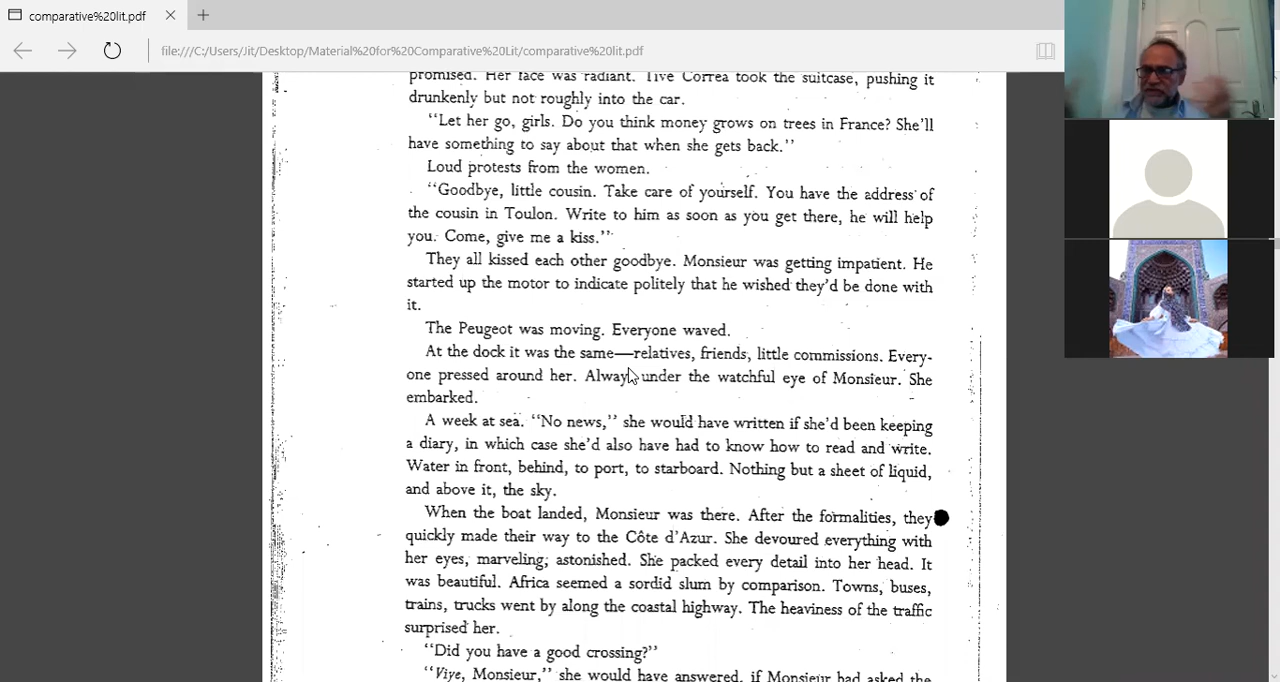 comparative%20lit.pdf
file:///C:/Users/Jit/Desktop/Material%20for%20Comparative%20Lit/comparative%20lit.pdf
promised. Her face was radiant. Tive Correa took the suitcase, pushing it
drunkenly but not roughly into the car.
"Let her go, girls. Do you think money grows on trees in France? She'll
have something to say about that when she gets back."
Loud protests from the women.
"Goodbye, little cousin. Take care of yourself. You have the address of
the cousin in Toulon. Write to him as soon as you get there, he will help
you. Come, give me a kiss."
They all kissed each other goodbye. Monsieur was getting impatient. He
started up the motor to indicate politely that he wished they'd be done with
it.
The Peugeot was moving. Everyone waved.
At the dock it was the same—relatives, friends, little commissions. Every-
one pressed around her. Always under the watchful eye of Monsieur. She
embarked.
A week at sea. "No news," she would have written if she'd been keeping
a diary, in which case she'd also have had to know how to read and write.
Water in front, behind, to port, to starboard. Nothing but a sheet of liquid,
and above it, the sky.
When the boat landed, Monsieur was there. After the formalities, they
quickly made their way to the Côte d'Azur. She devoured everything with
her eyes, marveling, astonished. She packed every detail into her head. It
was beautiful. Africa seemed a sordid slum by comparison. Towns, buses,
trains, trucks went by along the coastal highway. The heaviness of the traffic
surprised her.
"Did you have a good crossing?"
"Viye, Monsieur," she would have answered, if Monsieur had asked the